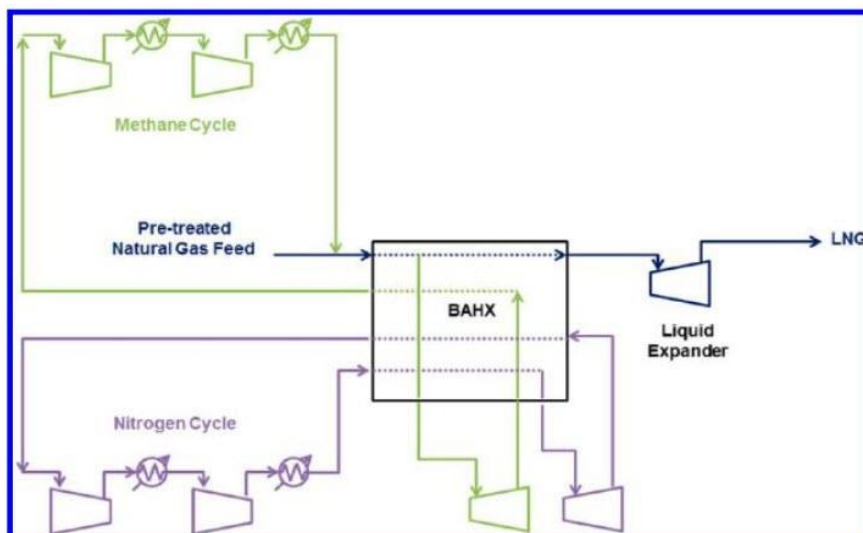 Methane Cycle
Pre-treated
Natural Gas Feed
LNG
BAHX
Liquid
Expander
Nitrogen Cycle